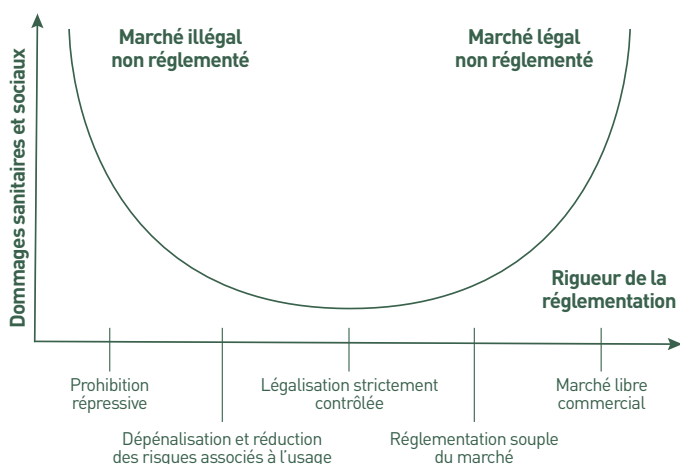 Marché illégal
non réglementé
Marché légal
non réglementé
Dommages sanitaires et sociaux
Rigueur de la
réglementation
Prohibition
répressive
Légalisation strictement
contrôlée
Marché libre
commercial
Dépénalisation et réduction
des risques associés à l'usage
Réglementation souple
du marché